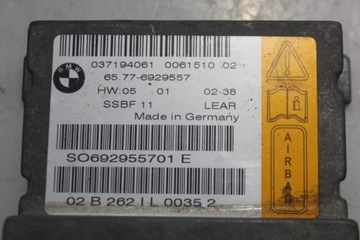 BMW
037194061 0061510 02
65.77-6929557
HW:05 01 02-38
SSBF 11 LEAR
Made in Germany
SO692955701 E
02 B 262 I L 0035 2
AIRBAG